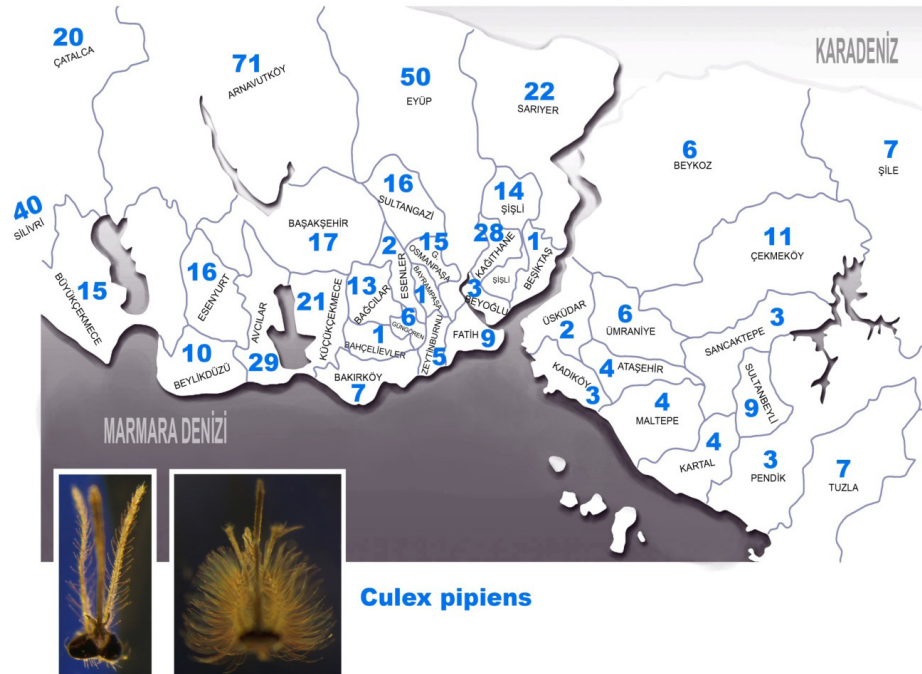 20
ÇATALCA
71
ARNAVUTKÖY
50
EYÜP
22
SARIYER
KARADENİZ
6
BEYKOZ
7
ŞİLE
40
SİLİVRİ
15
BÜYÜKÇEKMECE
16
ESENYURT
10
BEYLİKDÜZÜ
AVCILAR
29
BAŞAKŞEHİR
17
21
KÜÇÜKÇEKMECE
16
SULTANGAZİ
13
BAĞCILAR
2
ESENLER
15
G.
OSMANPAŞA
1
BAYRAMPAŞA
6
GÜNGÖREN
1
BAHÇELİEVLER
BAKIRKÖY
7
ZEYTİNBURNU
5
FATİH 9
14
ŞİŞLİ
28
KAĞITHANE
ŞİŞLİ
1
BEŞİKTAŞ
3
BEYOĞLU
11
ÇEKMEKÖY
ÜSKÜDAR
2
6
ÜMRANİYE
3
SANCAKTEPE
4
ATAŞEHİR
KADIKÖY
3
4
MALTEPE
SULTANBEYLİ
9
4
KARTAL
3
PENDİK
7
TUZLA
MARMARA DENİZİ
Culex pipiens